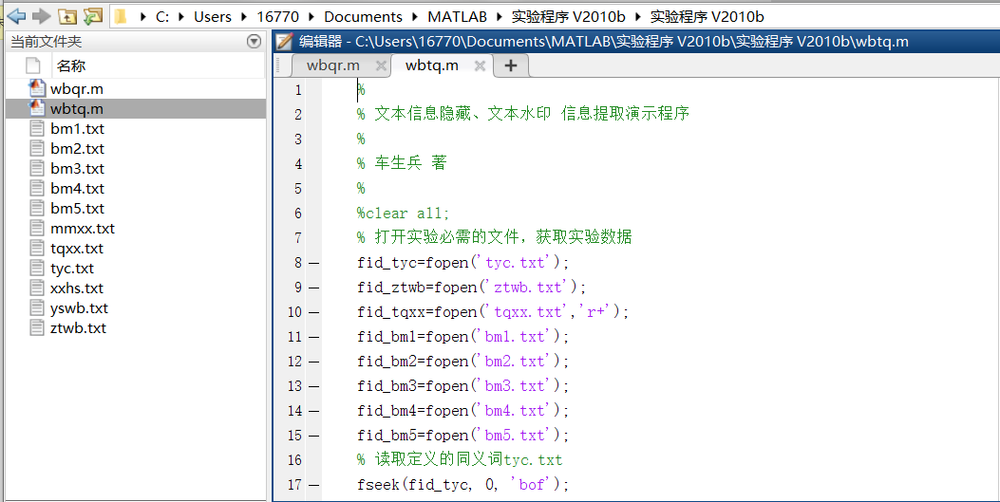 C: Users 16770 Documents MATLAB 实验程序 V2010b 实验程序 V2010b
当前文件夹
名称
wbqr.m
wbtq.m
bm1.txt
bm2.txt
bm3.txt
bm4.txt
bm5.txt
mmxx.txt
tqxx.txt
tyc.txt
xxhs.txt
yswb.txt
ztwb.txt
编辑器 - C:\Users\16770\Documents\MATLAB\实验程序 V2010b\实验程序 V2010b\wbtq.m
wbqr.m wbtq.m
1 %
2 % 文本信息隐藏、文本水印 信息提取演示程序
3 %
4 % 车生兵 著
5 %
6 %clear all;
7 % 打开实验必需的文件，获取实验数据
8 fid_tyc=fopen('tyc.txt');
9 fid_ztwb=fopen('ztwb.txt');
10 fid_tqxx=fopen('tqxx.txt','r+');
11 fid_bm1=fopen('bm1.txt');
12 fid_bm2=fopen('bm2.txt');
13 fid_bm3=fopen('bm3.txt');
14 fid_bm4=fopen('bm4.txt');
15 fid_bm5=fopen('bm5.txt');
16 % 读取定义的同义词tyc.txt
17 fseek(fid_tyc, 0, 'bof');